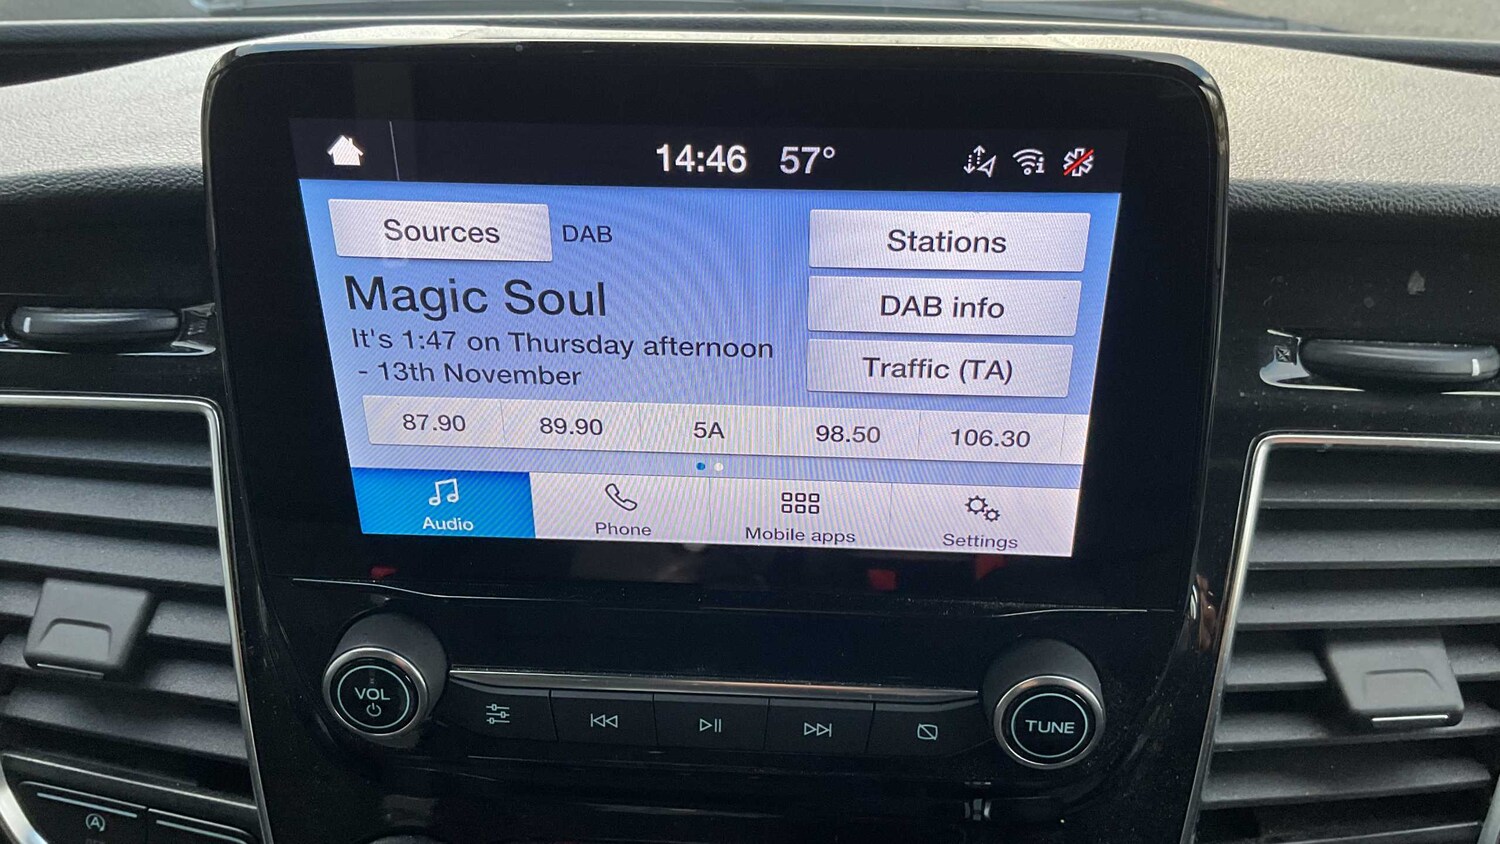 14:46 57°
Sources DAB
Stations
Magic Soul
DAB info
It's 1:47 on Thursday afternoon
- 13th November
Traffic (TA)
87.90 89.90 5A 98.50 106.30
Audio Phone Mobile apps Settings
VOL
TUNE
A